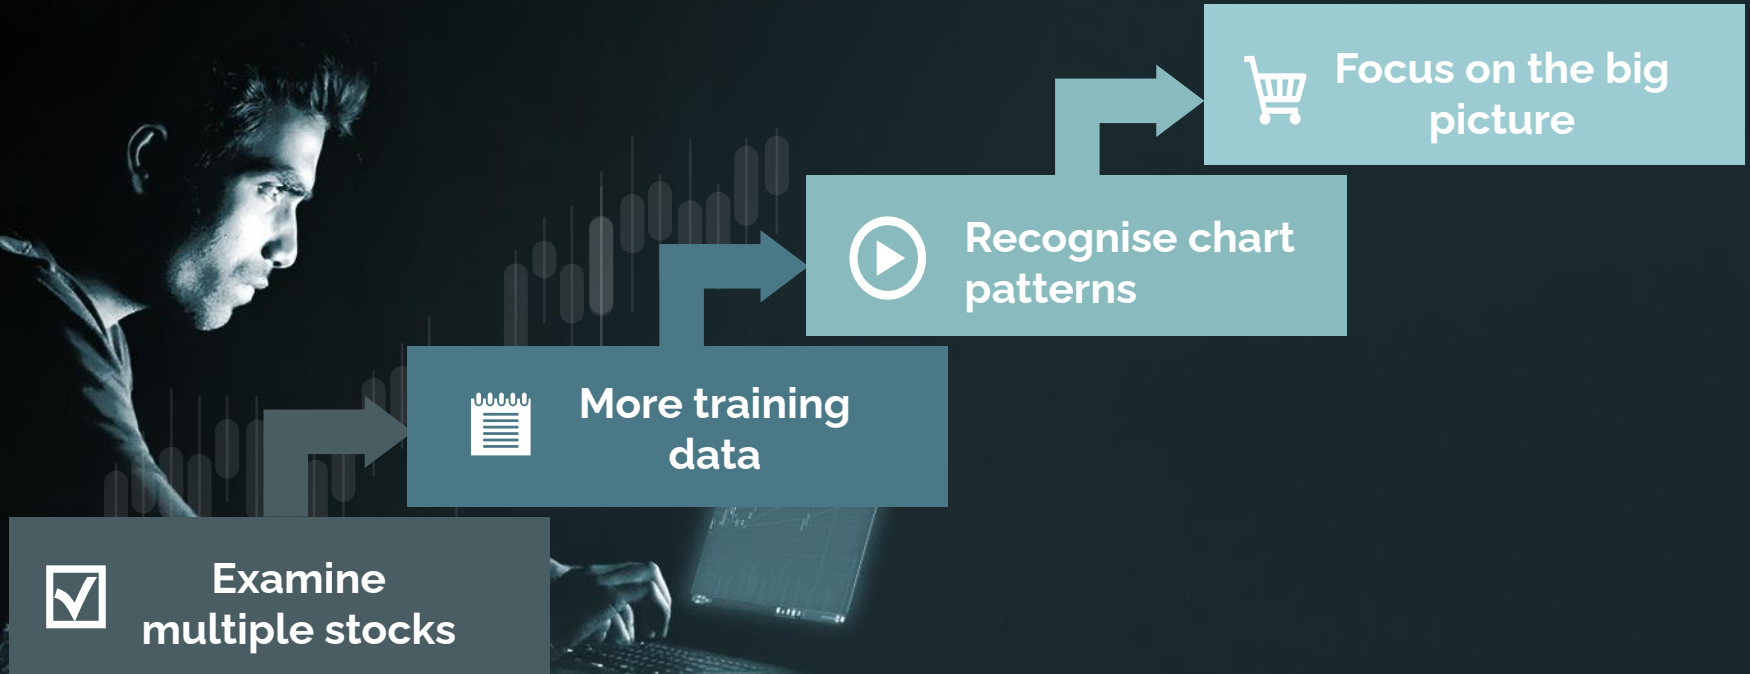 Focus on the big
picture
Recognise chart
patterns
More training
data
Examine
multiple stocks